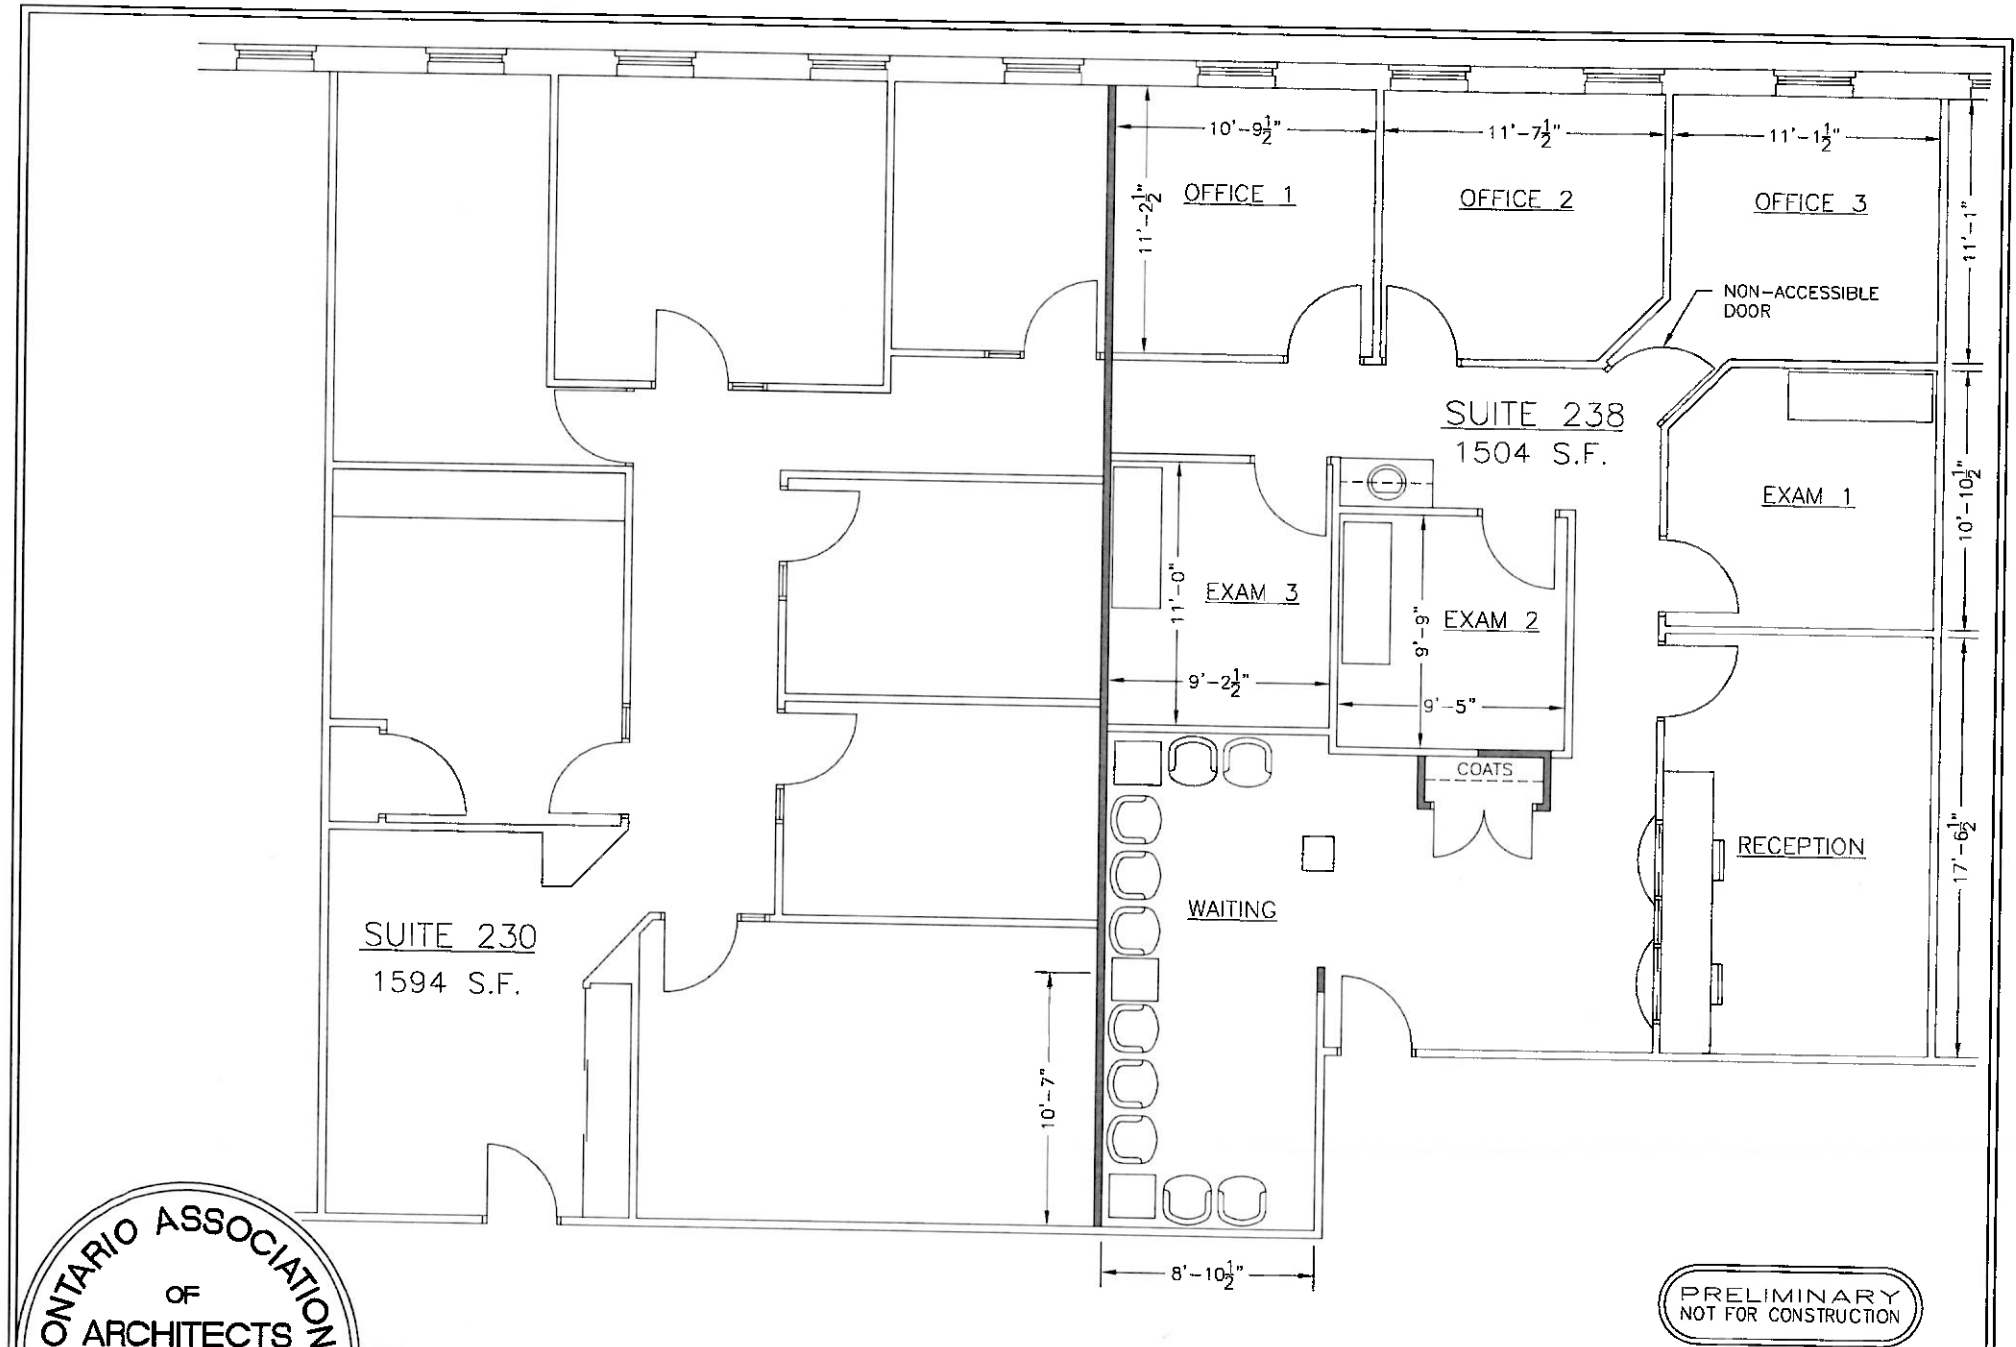 10'-9½"
11'-7½"
11'-1½"
11'-2½"
OFFICE 1
OFFICE 2
OFFICE 3
11'-1"
NON-ACCESSIBLE
DOOR
SUITE 238
1504 S.F.
EXAM 1
10'-10½"
EXAM 3
11'-0"
9'-2½"
EXAM 2
9'-9"
9'-5"
COATS
RECEPTION
17'-6½"
WAITING
SUITE 230
1594 S.F.
10'-7"
8'-10½"
ONTARIO ASSOCIATION
OF
ARCHITECTS
PRELIMINARY
NOT FOR CONSTRUCTION